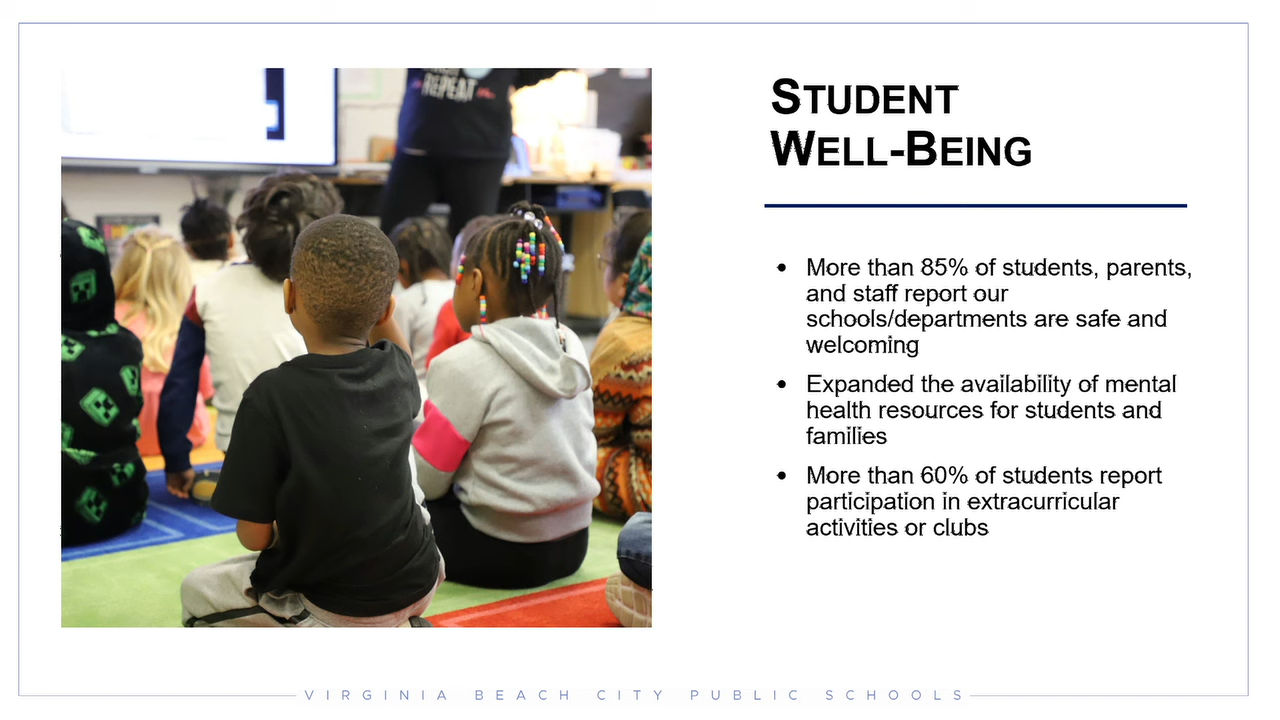 REPEAT
STUDENT
WELL-BEING
• More than 85% of students, parents,
and staff report our
schools/departments are safe and
welcoming
• Expanded the availability of mental
health resources for students and
families
• More than 60% of students report
participation in extracurricular
activities or clubs
VIRGINIA BEACH CITY PUBLIC SCHOOLS